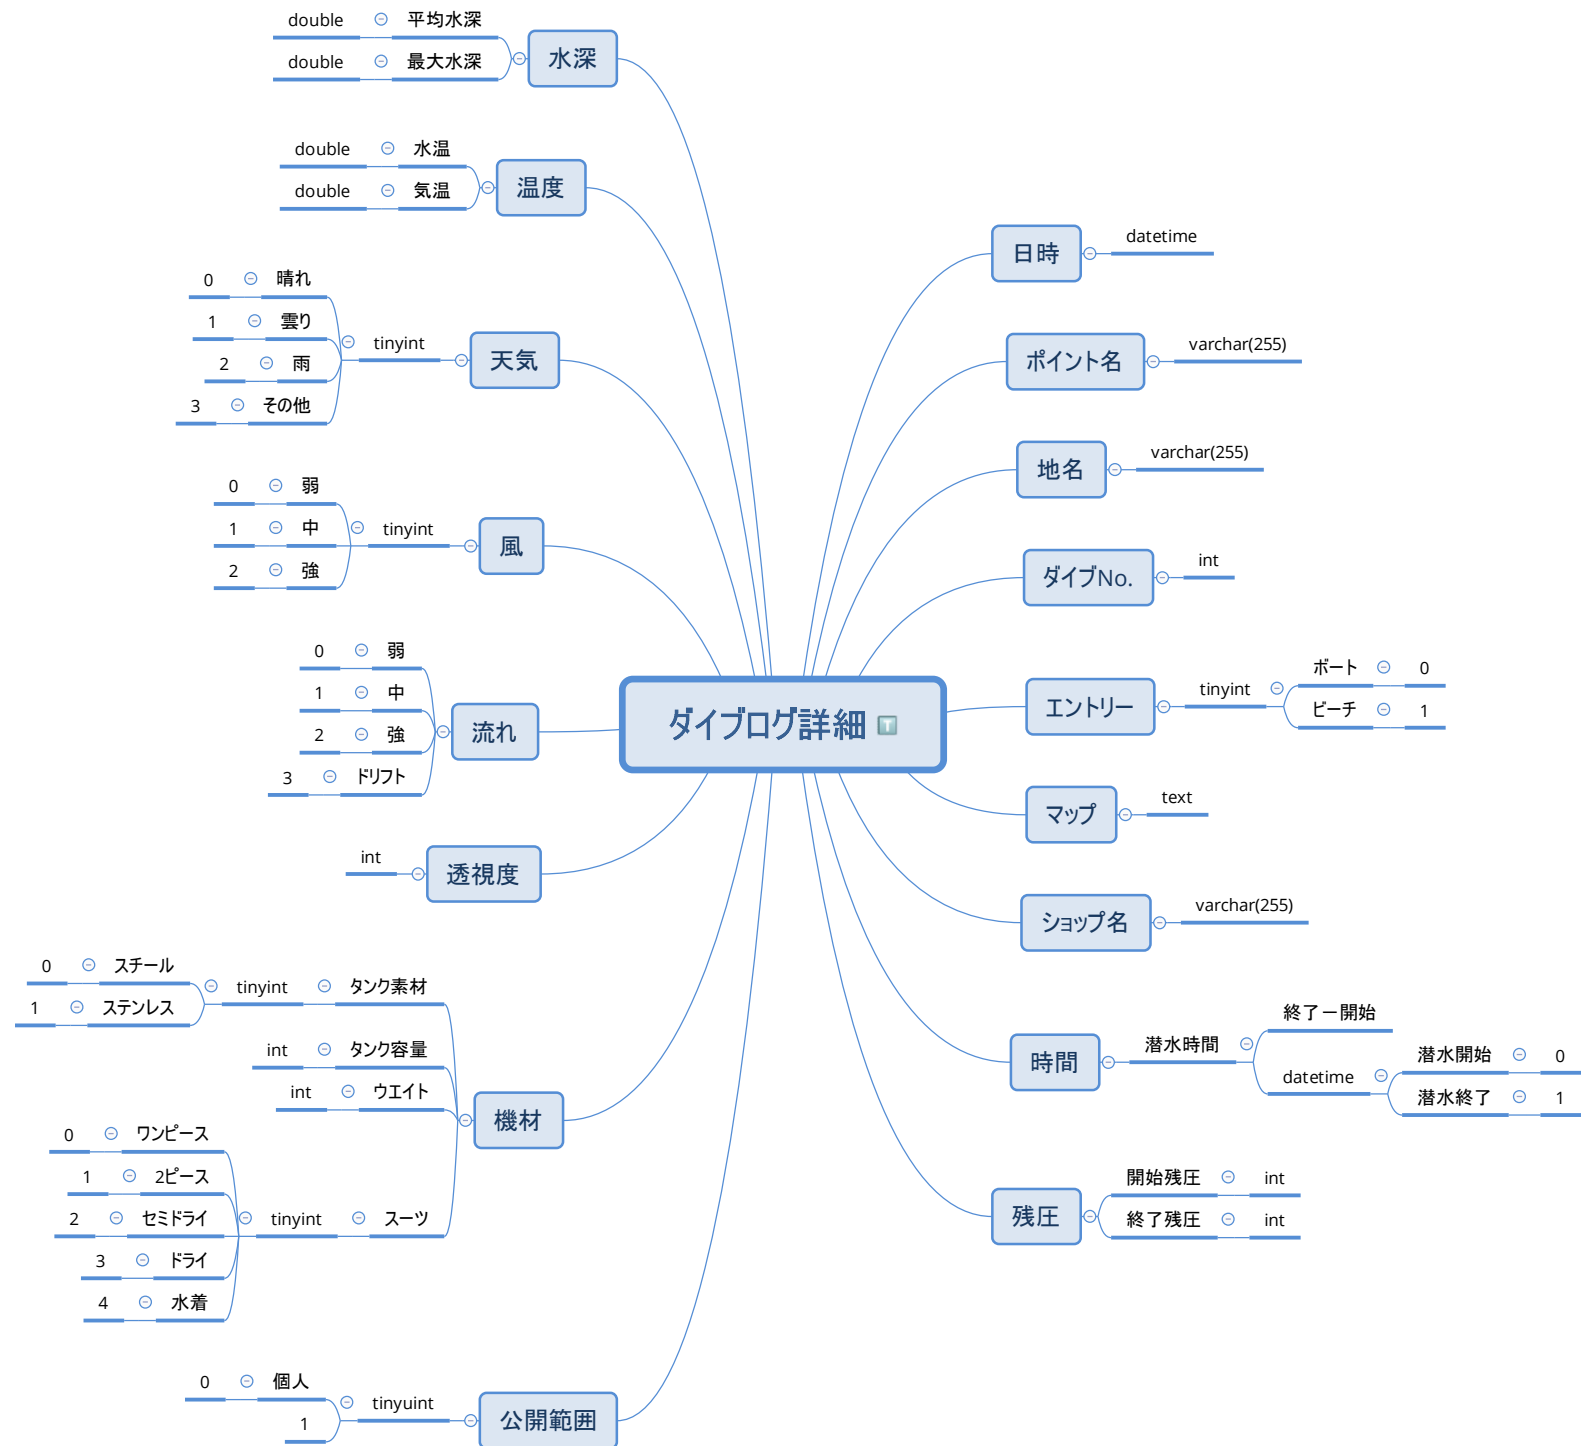 ダイブログ詳細
日時
datetime
ポイント名
varchar(255)
地名
varchar(255)
ダイブNo.
int
エントリー
tinyint
ボート
0
ビーチ
1
マップ
text
ショップ名
varchar(255)
時間
潜水時間
終了－開始
datetime
潜水開始
0
潜水終了
1
残圧
開始残圧
int
終了残圧
int
水深
平均水深
double
最大水深
double
温度
水温
double
気温
double
天気
tinyint
晴れ
0
雲り
1
雨
2
その他
3
風
tinyint
弱
0
中
1
強
2
流れ
弱
0
中
1
強
2
ドリフト
3
透視度
int
機材
タンク素材
tinyint
スチール
0
ステンレス
1
タンク容量
int
ウエイト
int
スーツ
tinyint
ワンピース
0
2ピース
1
セミドライ
2
ドライ
3
水着
4
公開範囲
tinyuint
個人
0
1